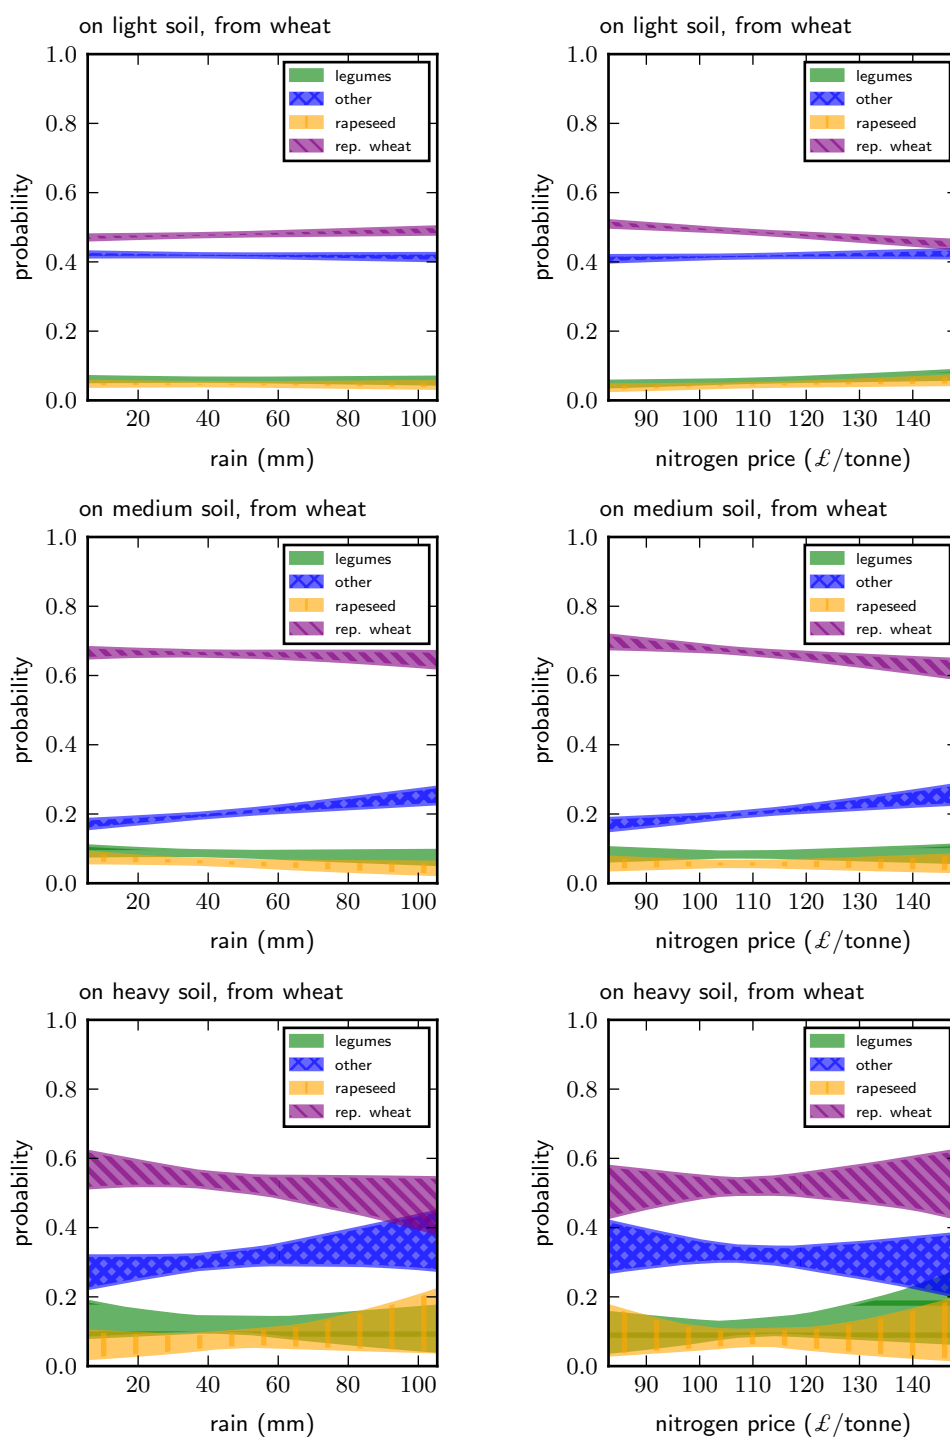 on light soil, from wheat
1.0
0.8
0.6
0.4
0.2
0.0
probability
legumes
other
rapeseed
rep. wheat
20 40 60 80 100
rain (mm)
on light soil, from wheat
1.0
0.8
0.6
0.4
0.2
0.0
probability
legumes
other
rapeseed
rep. wheat
90 100 110 120 130 140
nitrogen price (£/tonne)
on medium soil, from wheat
1.0
0.8
0.6
0.4
0.2
0.0
probability
legumes
other
rapeseed
rep. wheat
20 40 60 80 100
rain (mm)
on medium soil, from wheat
1.0
0.8
0.6
0.4
0.2
0.0
probability
legumes
other
rapeseed
rep. wheat
90 100 110 120 130 140
nitrogen price (£/tonne)
on heavy soil, from wheat
1.0
0.8
0.6
0.4
0.2
0.0
probability
legumes
other
rapeseed
rep. wheat
20 40 60 80 100
rain (mm)
on heavy soil, from wheat
1.0
0.8
0.6
0.4
0.2
0.0
probability
legumes
other
rapeseed
rep. wheat
90 100 110 120 130 140
nitrogen price (£/tonne)